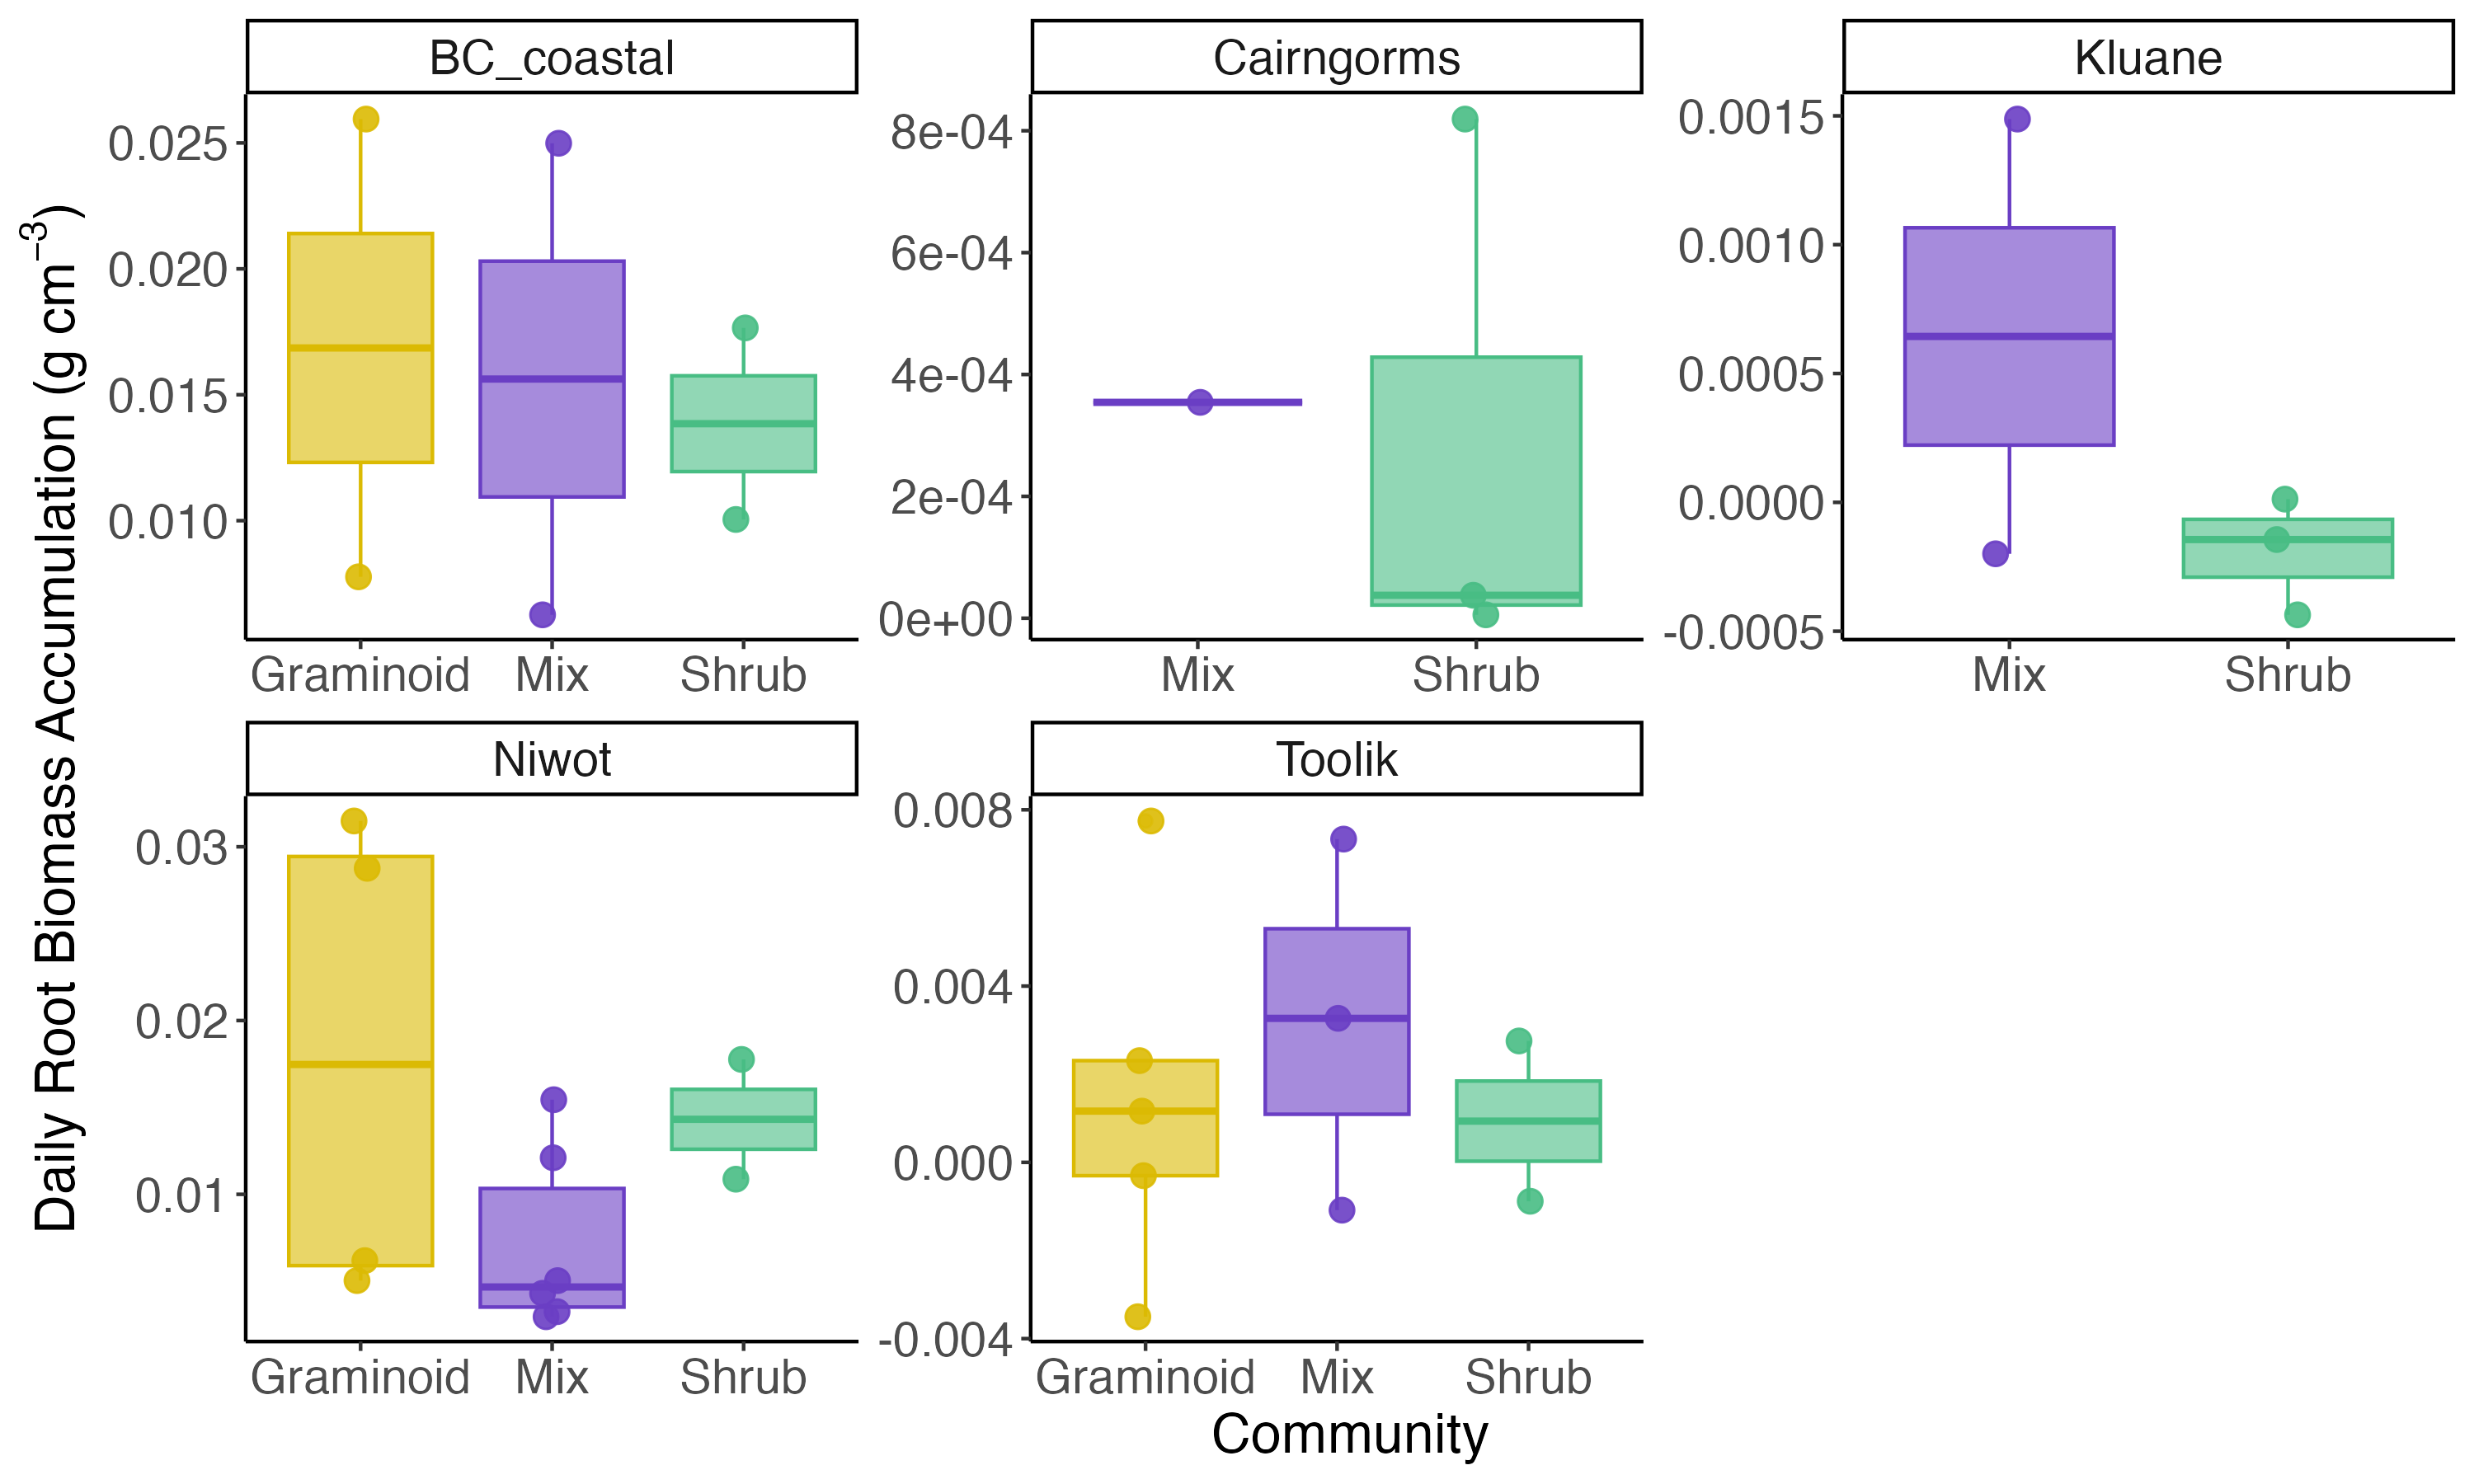 BC_coastal
Cairngorms
Kluane
Daily Root Biomass Accumulation (g cm⁻³)
0.025
0.020
0.015
0.010
Graminoid Mix Shrub
8e-04
6e-04
4e-04
2e-04
0e+00
Mix Shrub
0.0015
0.0010
0.0005
0.0000
-0.0005
Mix Shrub
Niwot
Toolik
0.03
0.02
0.01
Graminoid Mix Shrub
0.008
0.004
0.000
-0.004
Graminoid Mix Shrub
Community